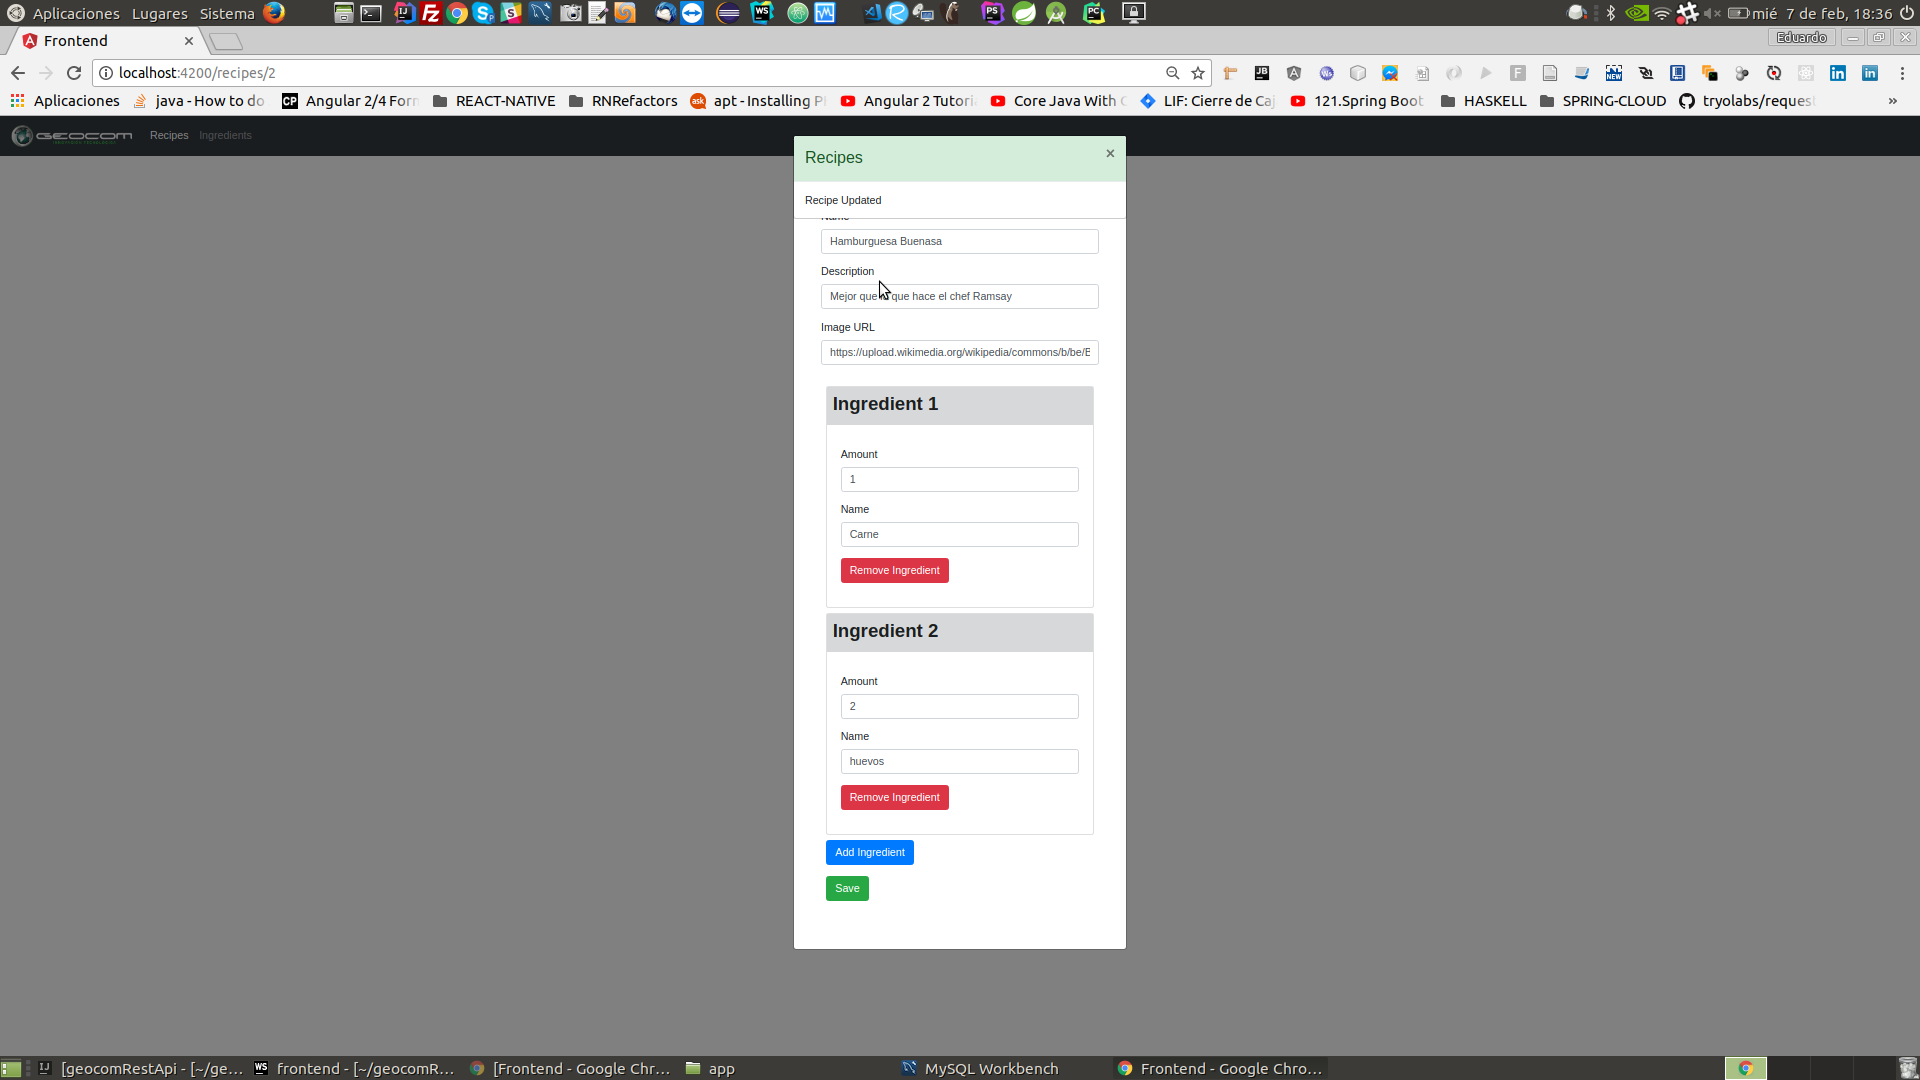 Aplicaciones Lugares Sistema
mié 7 de feb, 18:36
Frontend
Eduardo
localhost:4200/recipes/2
Aplicaciones java - How to do Angular 2/4 For REACT-NATIVE RNRefactors apt - Installing Angular 2 Tutori Core Java With LIF: Cierre de Caj 121.Spring Boot HASKELL SPRING-CLOUD tryolabs/request »
GEOCOM Recipes Ingredients
Recipes ×
Recipe Updated
Name
Hamburguesa Buenasa
Description
Mejor que que hace el chef Ramsay
Image URL
https://upload.wikimedia.org/wikipedia/commons/b/be/E
Ingredient 1
Amount
1
Name
Carne
Remove Ingredient
Ingredient 2
Amount
2
Name
huevos
Remove Ingredient
Add Ingredient
Save
[geocomRestApi - [~/ge... frontend - [~/geocomR... [Frontend - Google Chr... app MySQL Workbench Frontend - Google Chro...